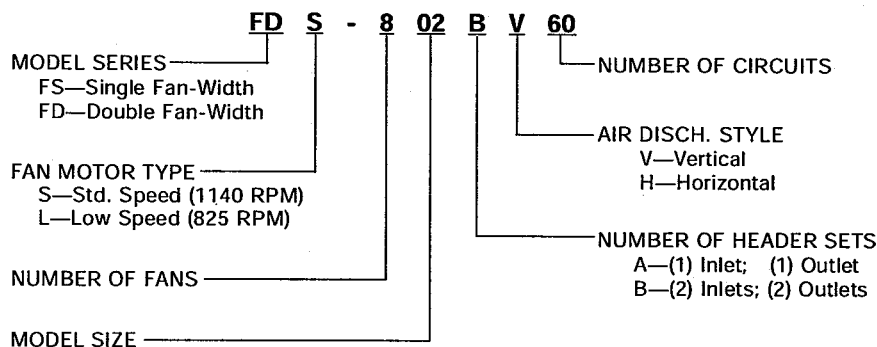 FD S - 8 02 B V 60
MODEL SERIES
FS—Single Fan-Width
FD—Double Fan-Width
FAN MOTOR TYPE
S—Std. Speed (1140 RPM)
L—Low Speed (825 RPM)
NUMBER OF FANS
MODEL SIZE
NUMBER OF CIRCUITS
AIR DISCH. STYLE
V—Vertical
H—Horizontal
NUMBER OF HEADER SETS
A—(1) Inlet; (1) Outlet
B—(2) Inlets; (2) Outlets